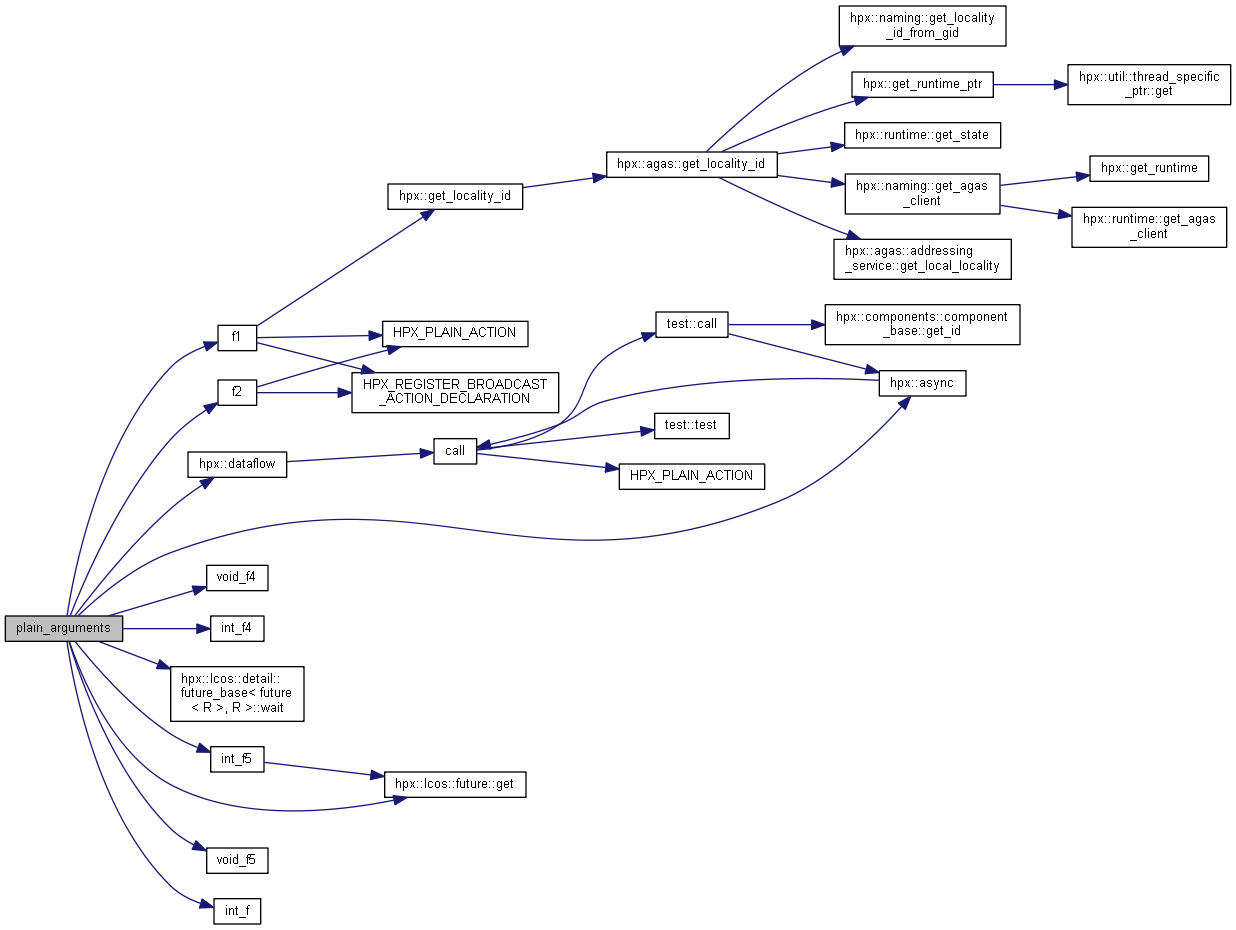 hpx::naming::get_locality
_id_from_gid
hpx::get_runtime_ptr
hpx::util::thread_specific
_ptr::get
hpx::runtime::get_state
hpx::agas::get_locality_id
hpx::get_runtime
hpx::naming::get_agas
_client
hpx::get_locality_id
hpx::runtime::get_agas
_client
hpx::agas::addressing
_service::get_local_locality
f1
HPX_PLAIN_ACTION
test::call
hpx::components::component
_base::get_id
f2
HPX_REGISTER_BROADCAST
_ACTION_DECLARATION
hpx::async
test::test
hpx::dataflow
call
HPX_PLAIN_ACTION
void_f4
plain_arguments
int_f4
hpx::lcos::detail::
future_base< future
< R >, R >::wait
int_f5
hpx::lcos::future::get
void_f5
int_f